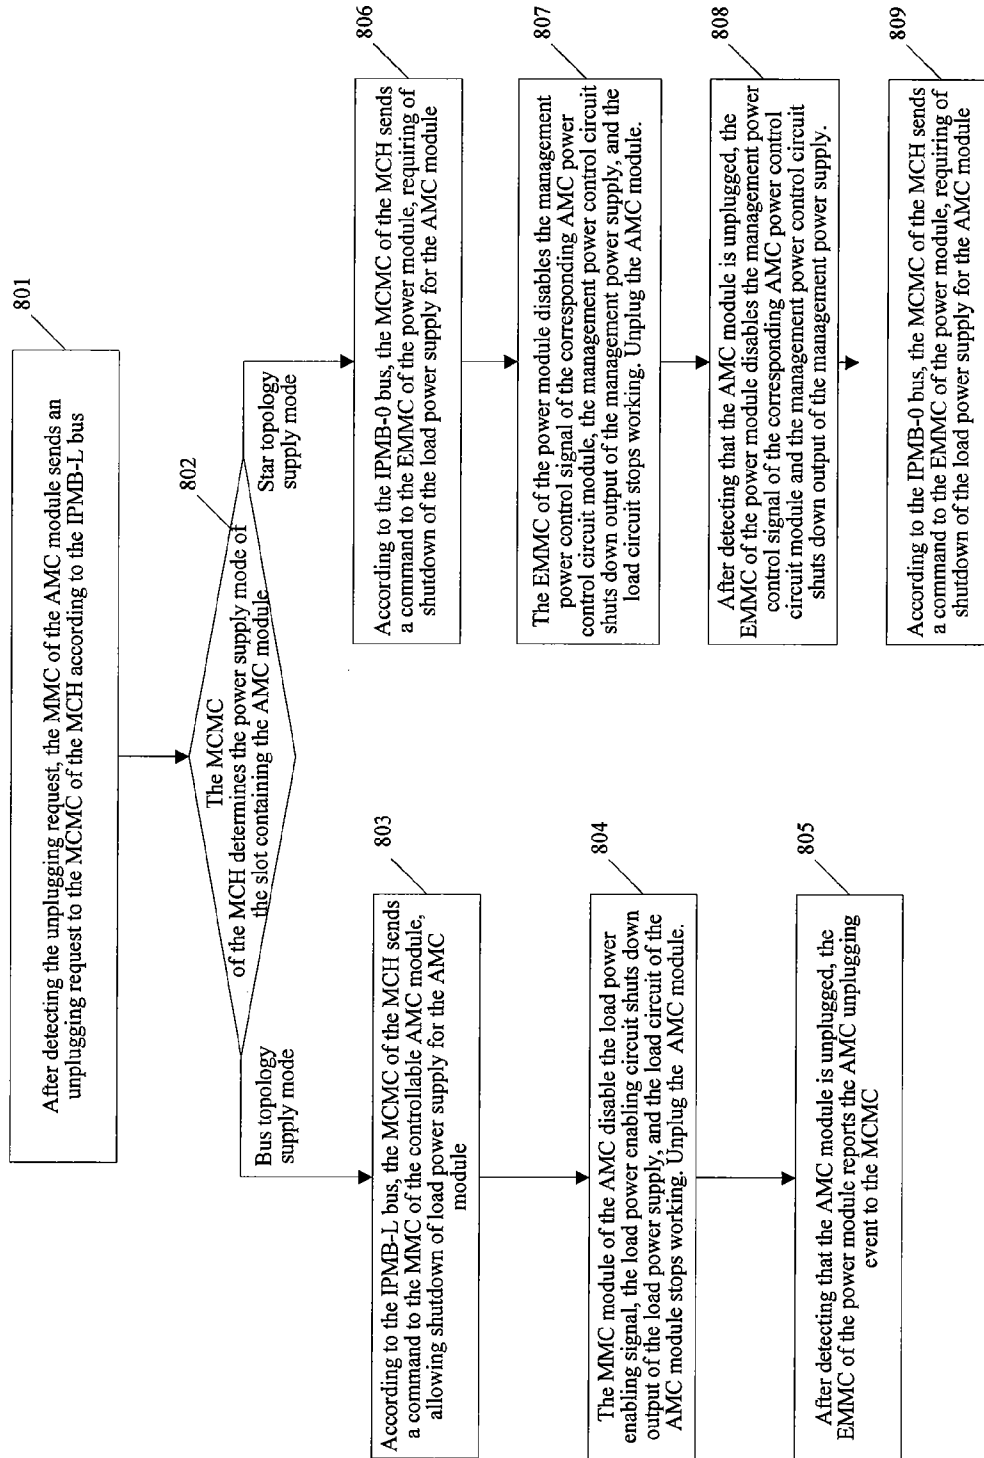 801
After detecting the unplugging request, the MMC of the AMC module sends an
unplugging request to the MCMC of the MCH according to the IPMB-L bus
802
The MCMC
of the MCH determines the power supply mode of
the slot containing the AMC module
Bus topology
supply mode
Star topology
supply mode
803
According to the IPMB-L bus, the MCMC of the MCH sends
a command to the MMC of the controllable AMC module,
allowing shutdown of load power supply for the AMC
module
804
The MMC module of the AMC disable the load power
enabling signal, the load power enabling circuit shuts down
output of the load power supply, and the load circuit of the
AMC module stops working. Unplug the AMC module.
805
After detecting that the AMC module is unplugged, the
EMMC of the power module reports the AMC unplugging
event to the MCMC
806
According to the IPMB-0 bus, the MCMC of the MCH sends
a command to the EMMC of the power module, requiring of
shutdown of the load power supply for the AMC module
807
The EMMC of the power module disables the management
power control signal of the corresponding AMC power
control circuit module, the management power control circuit
shuts down output of the management power supply, and the
load circuit stops working. Unplug the AMC module.
808
After detecting that the AMC module is unplugged, the
EMMC of the power module disables the management power
control signal of the corresponding AMC power control
circuit module and the management power control circuit
shuts down output of the management power supply.
809
According to the IPMB-0 bus, the MCMC of the MCH sends
a command to the EMMC of the power module, requiring of
shutdown of the load power supply for the AMC module